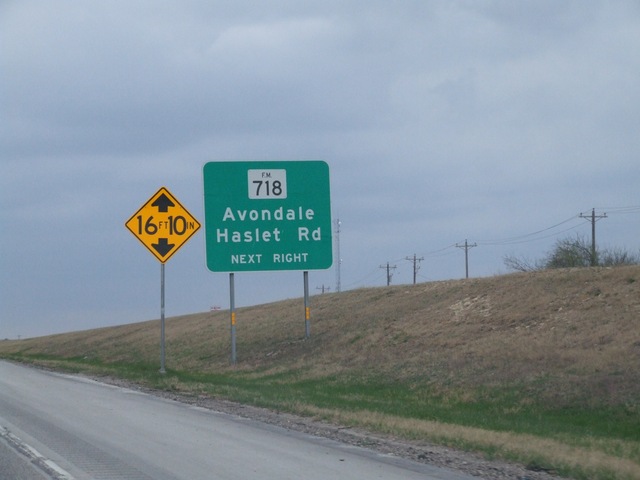 16 FT 10 IN
F.M.
718
Avondale
Haslet Rd
NEXT RIGHT